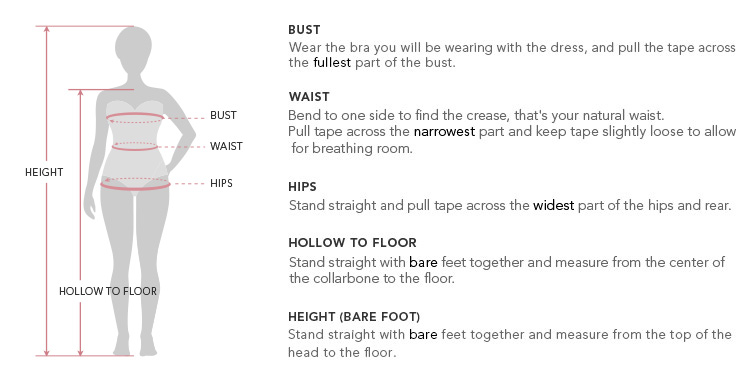 BUST
Wear the bra you will be wearing with the dress, and pull the tape across
the fullest part of the bust.
WAIST
Bend to one side to find the crease, that's your natural waist.
Pull tape across the narrowest part and keep tape slightly loose to allow
for breathing room.
HIPS
Stand straight and pull tape across the widest part of the hips and rear.
HOLLOW TO FLOOR
Stand straight with bare feet together and measure from the center of
the collarbone to the floor.
HEIGHT (BARE FOOT)
Stand straight with bare feet together and measure from the top of the
head to the floor.
BUST
WAIST
HEIGHT
HIPS
HOLLOW TO FLOOR